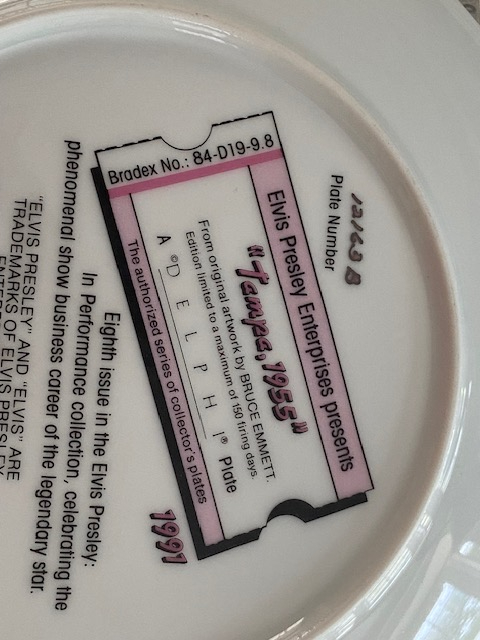 12163 B
Plate Number
Bradex No.: 84-D19-9.8
Elvis Presley Enterprises presents
"Tampa, 1955"
From original artwork by BRUCE EMMETT.
Edition limited to a maximum of 150 firing days.
A ©DELPHI® Plate
The authorized series of collector's plates
1991
Eighth issue in the Elvis Presley:
In Performance collection, celebrating the
phenomenal show business career of the legendary star.
"ELVIS PRESLEY" AND "ELVIS" ARE
TRADEMARKS OF ELVIS PRESLEY